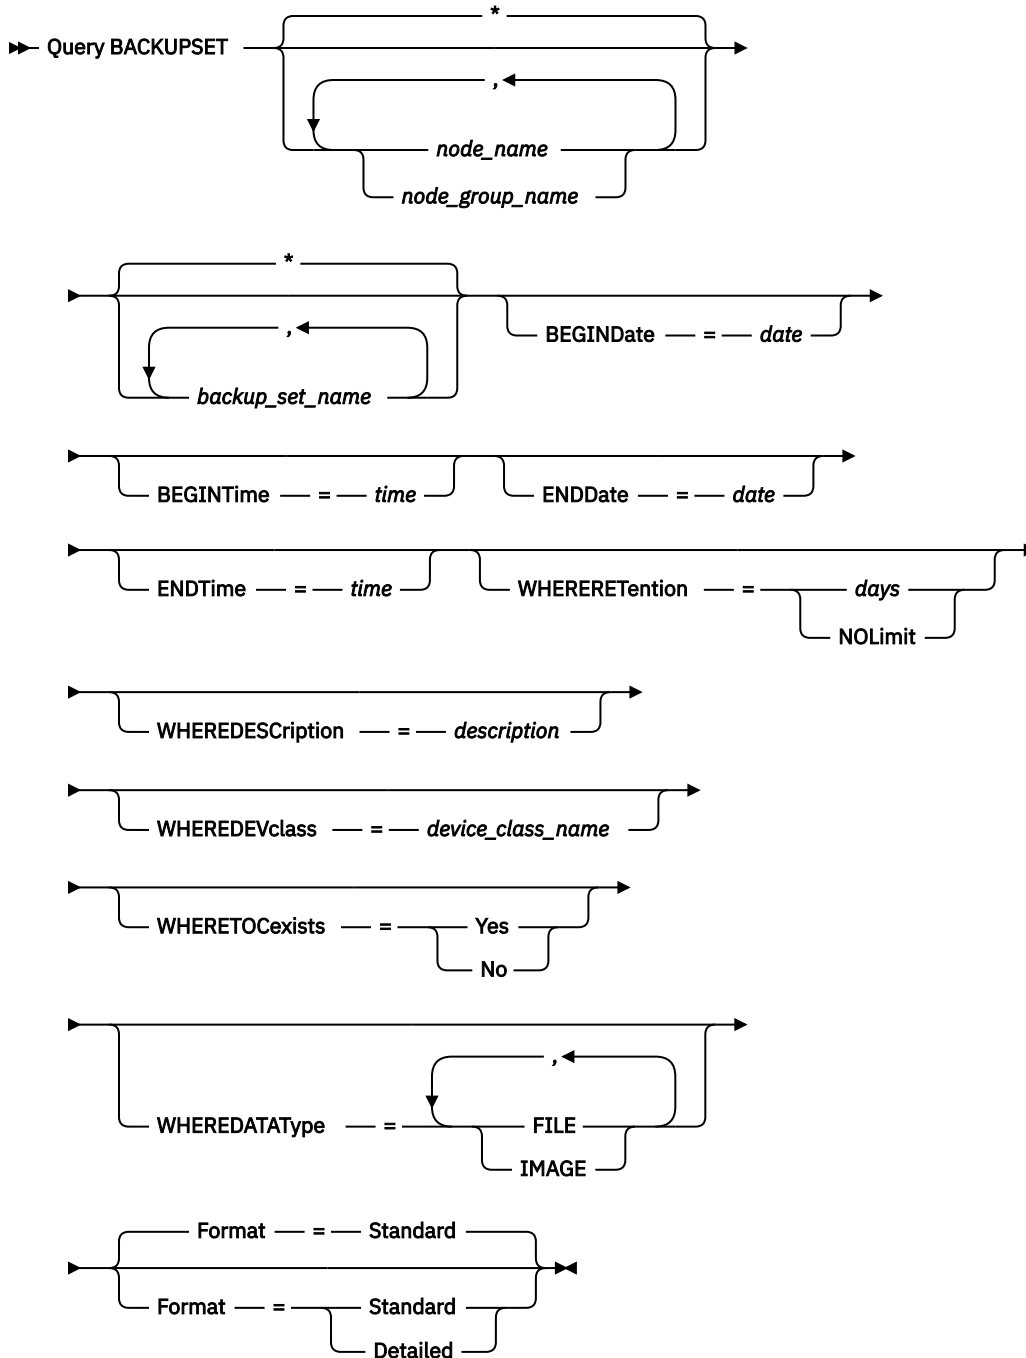 *
Query BACKUPSET
,
node_name
node_group_name
*
,
backup_set_name
BEGINDate = date
BEGINTime = time ENDDate = date
ENDTime = time WHERERETention = days
NOLimit
WHEREDESCription = description
WHEREDEVclass = device_class_name
WHERETOCexists = Yes
No
,
WHEREDATAType = FILE
IMAGE
Format = Standard
Format = Standard
Detailed